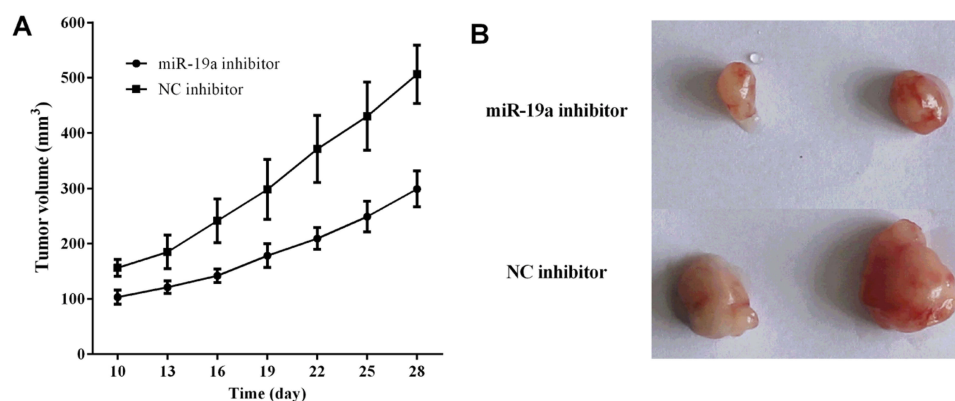 A
600
500
400
300
200
100
0
Tumor volume (mm3)
miR-19a inhibitor
NC inhibitor
10 13 16 19 22 25 28
Time (day)
B
miR-19a inhibitor
NC inhibitor